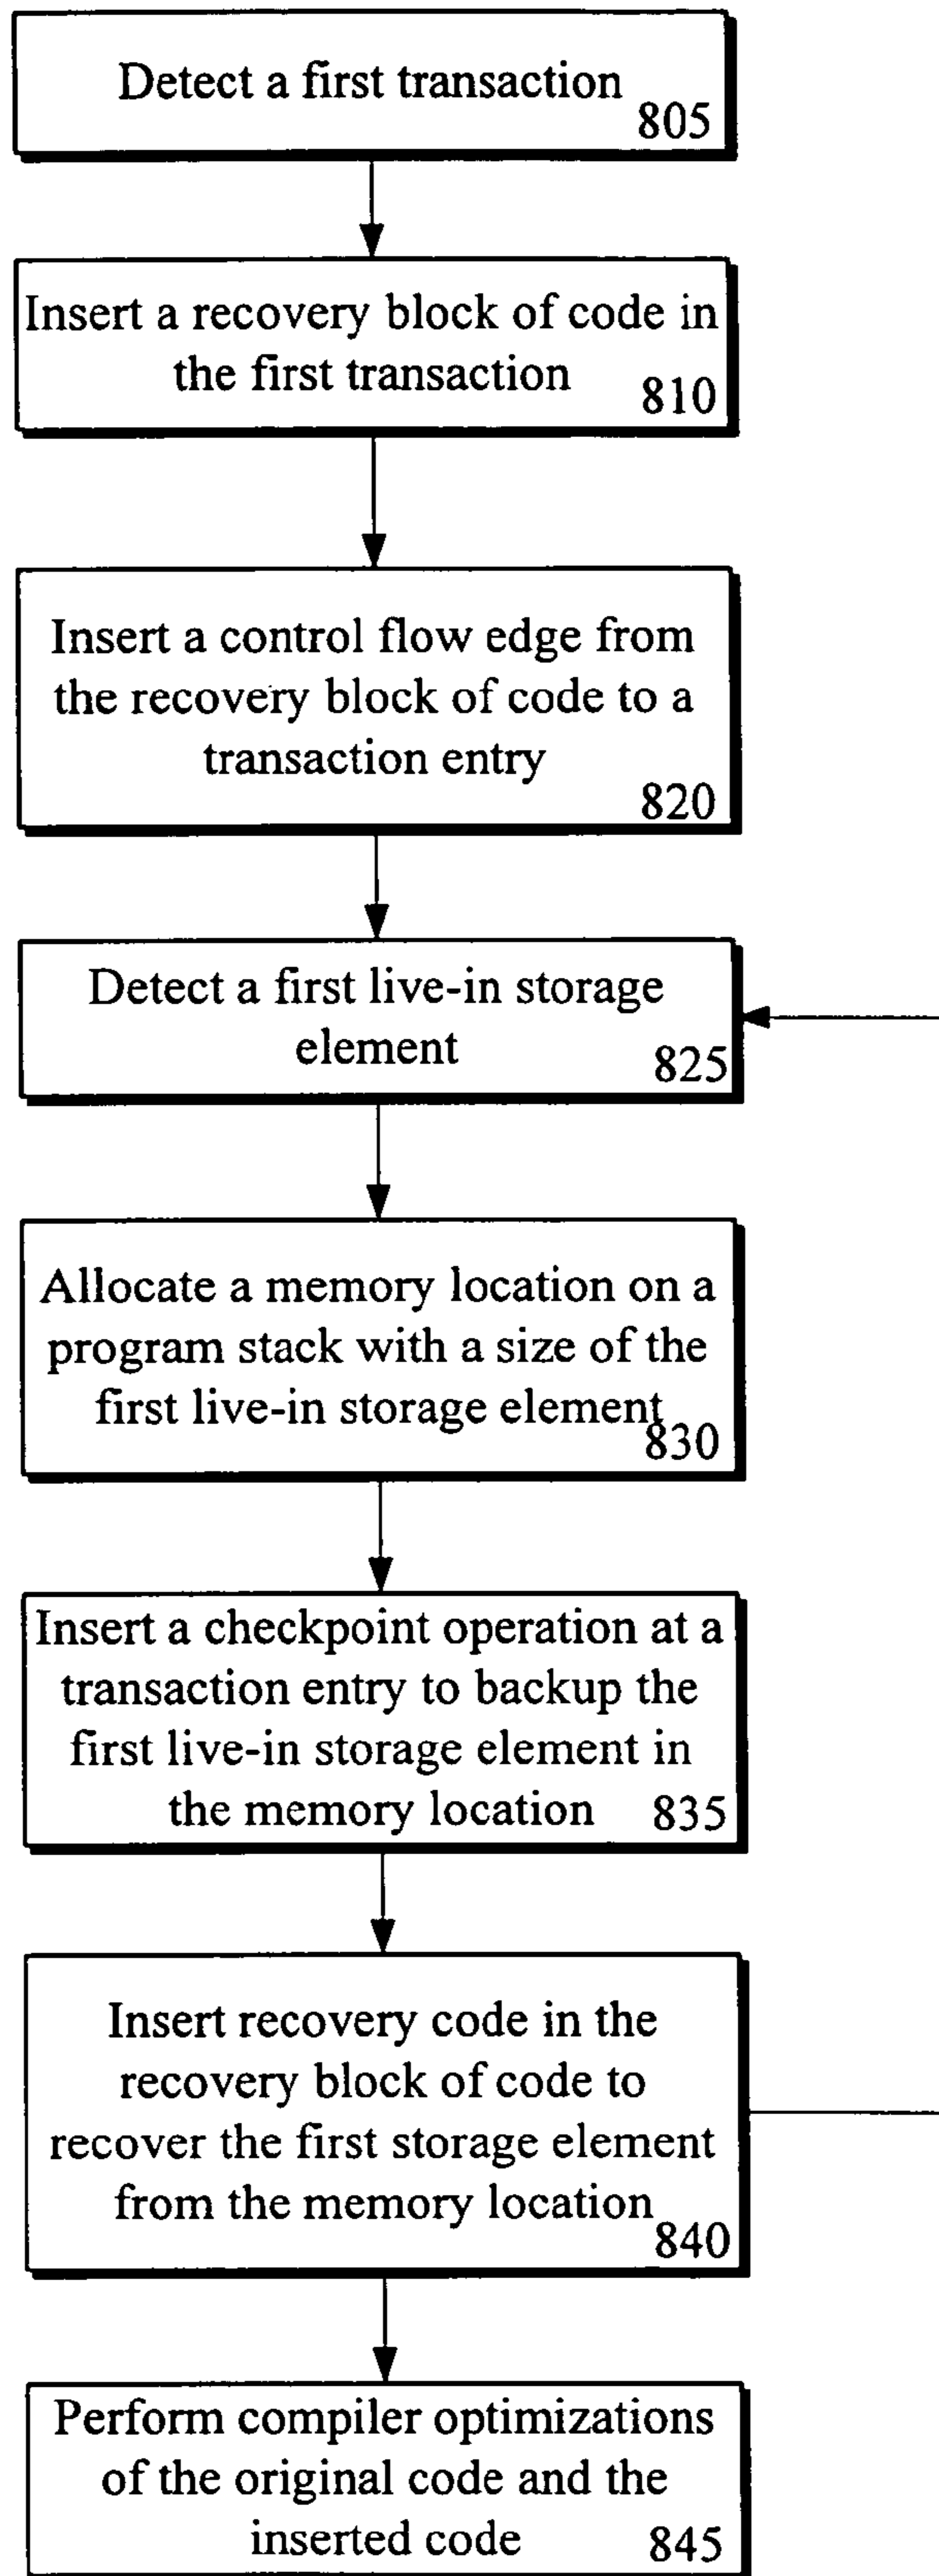 Detect a first transaction
805
Insert a recovery block of code in
the first transaction
810
Insert a control flow edge from
the recovery block of code to a
transaction entry
820
Detect a first live-in storage
element
825
Allocate a memory location on a
program stack with a size of the
first live-in storage element
830
Insert a checkpoint operation at a
transaction entry to backup the
first live-in storage element in
the memory location 835
Insert recovery code in the
recovery block of code to
recover the first storage element
from the memory location
840
Perform compiler optimizations
of the original code and the
inserted code 845